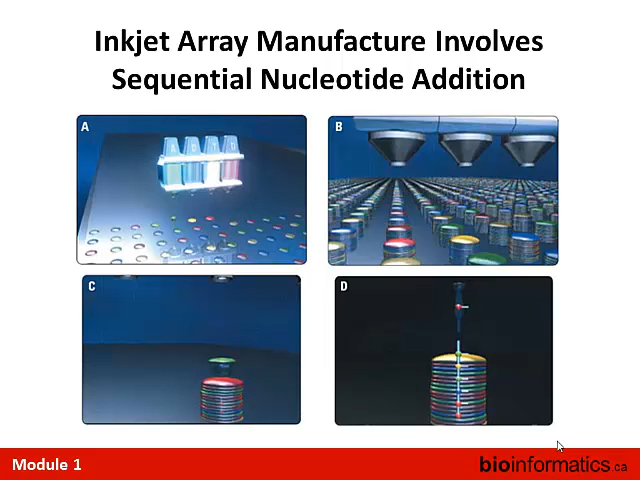 Inkjet Array Manufacture Involves
Sequential Nucleotide Addition
A
B
C
D
Module 1
bioinformatics.ca